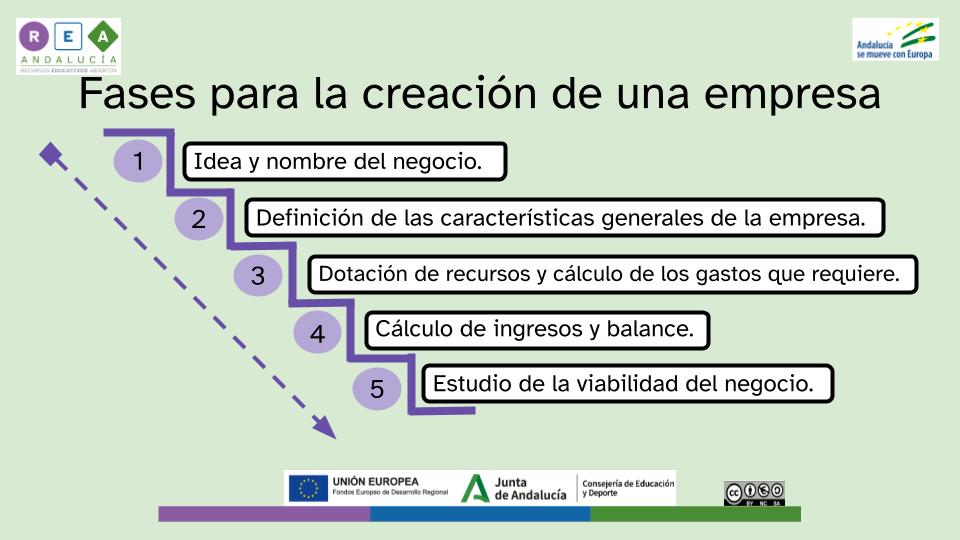 R E A
ANDALUCÍA
RECURSOS EDUCATIVOS ABIERTOS
Andalucía
se mueve con Europa
Fases para la creación de una empresa
1
Idea y nombre del negocio.
2
Definición de las características generales de la empresa.
3
Dotación de recursos y cálculo de los gastos que requiere.
4
Cálculo de ingresos y balance.
5
Estudio de la viabilidad del negocio.
UNIÓN EUROPEA
Fondos Europeo de Desarrollo Regional
Junta
de Andalucía
Consejería de Educación
y Deporte
cc
BY NC SA